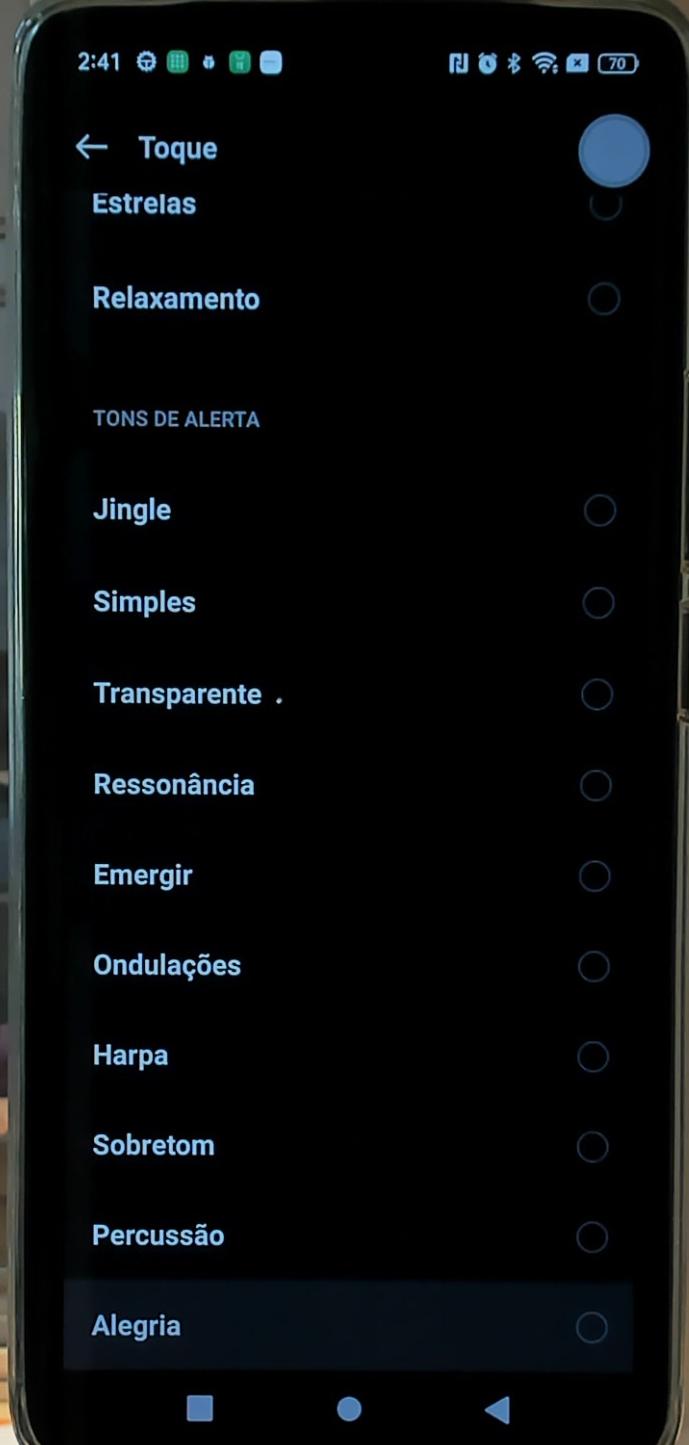 2:41
70
Toque
Estrelas
Relaxamento
TONS DE ALERTA
Jingle
Simples
Transparente .
Ressonância
Emergir
Ondulações
Harpa
Sobretom
Percussão
Alegria